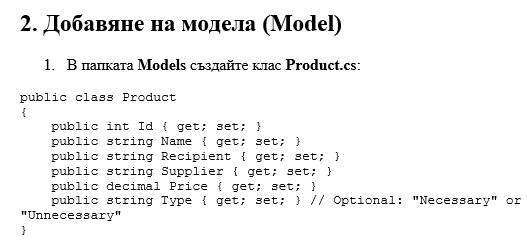 2. Добавяне на модела (Model)
1. В папката Models създайте клас Product.cs:
public class Product
{
    public int Id { get; set; }
    public string Name { get; set; }
    public string Recipient { get; set; }
    public string Supplier { get; set; }
    public decimal Price { get; set; }
    public string Type { get; set; } // Optional: "Necessary" or
"Unnecessary"
}